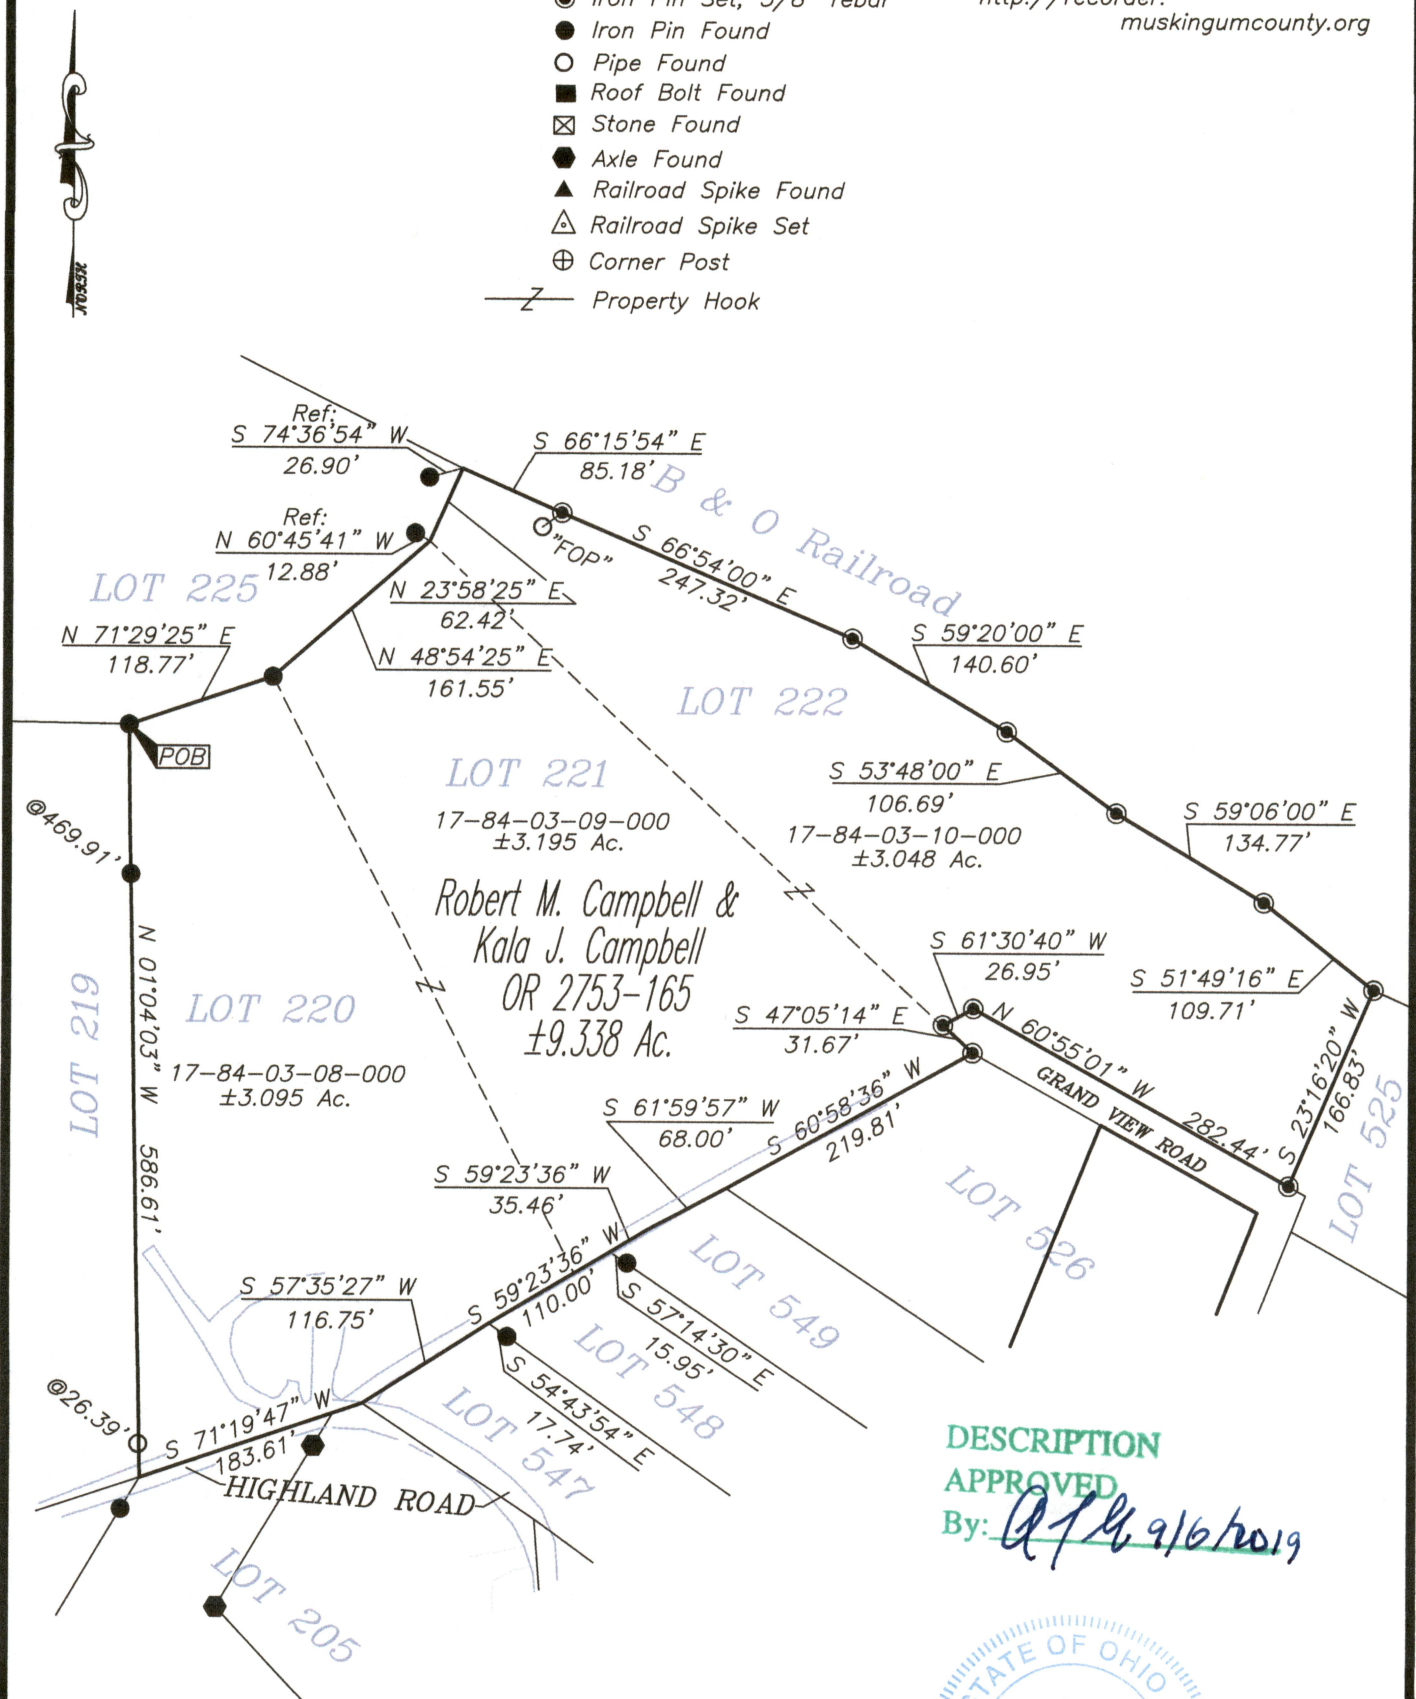 Iron Pin Set, 5/8" rebar
http://recorder.
muskingumcounty.org
Iron Pin Found
Pipe Found
Roof Bolt Found
Stone Found
Axle Found
Railroad Spike Found
Railroad Spike Set
Corner Post
Z Property Hook
NORTH
Ref:
S 74°36'54" W
26.90'
S 66°15'54" E
85.18'
B & O Railroad
Ref:
N 60°45'41" W
12.88'
"FOP"
S 66°54'00" E
247.32'
LOT 225
N 23°58'25" E
62.42'
N 71°29'25" E
118.77'
N 48°54'25" E
161.55'
S 59°20'00" E
140.60'
LOT 222
POB
LOT 221
17-84-03-09-000
±3.195 Ac.
S 53°48'00" E
106.69'
17-84-03-10-000
±3.048 Ac.
S 59°06'00" E
134.77'
@469.91'
Robert M. Campbell &
Kala J. Campbell
OR 2753-165
±9.338 Ac.
Z
Z
S 61°30'40" W
26.95'
S 51°49'16" E
109.71'
N 01°04'03" W 586.61'
LOT 219
LOT 220
17-84-03-08-000
±3.095 Ac.
S 47°05'14" E
31.67'
N 60°55'01" W 282.44'
GRAND VIEW ROAD
S 23°16'20" W
166.83'
LOT 525
S 61°59'57" W
68.00'
S 60°58'36" W
219.81'
S 59°23'36" W
35.46'
LOT 526
S 59°23'36" W
110.00'
LOT 549
S 57°14'30" E
15.95'
S 57°35'27" W
116.75'
LOT 548
S 54°43'54" E
17.74'
@26.39'
S 71°19'47" W
183.61'
LOT 547
HIGHLAND ROAD
LOT 205
DESCRIPTION
APPROVED
By: 9/6/2019
STATE OF OHIO